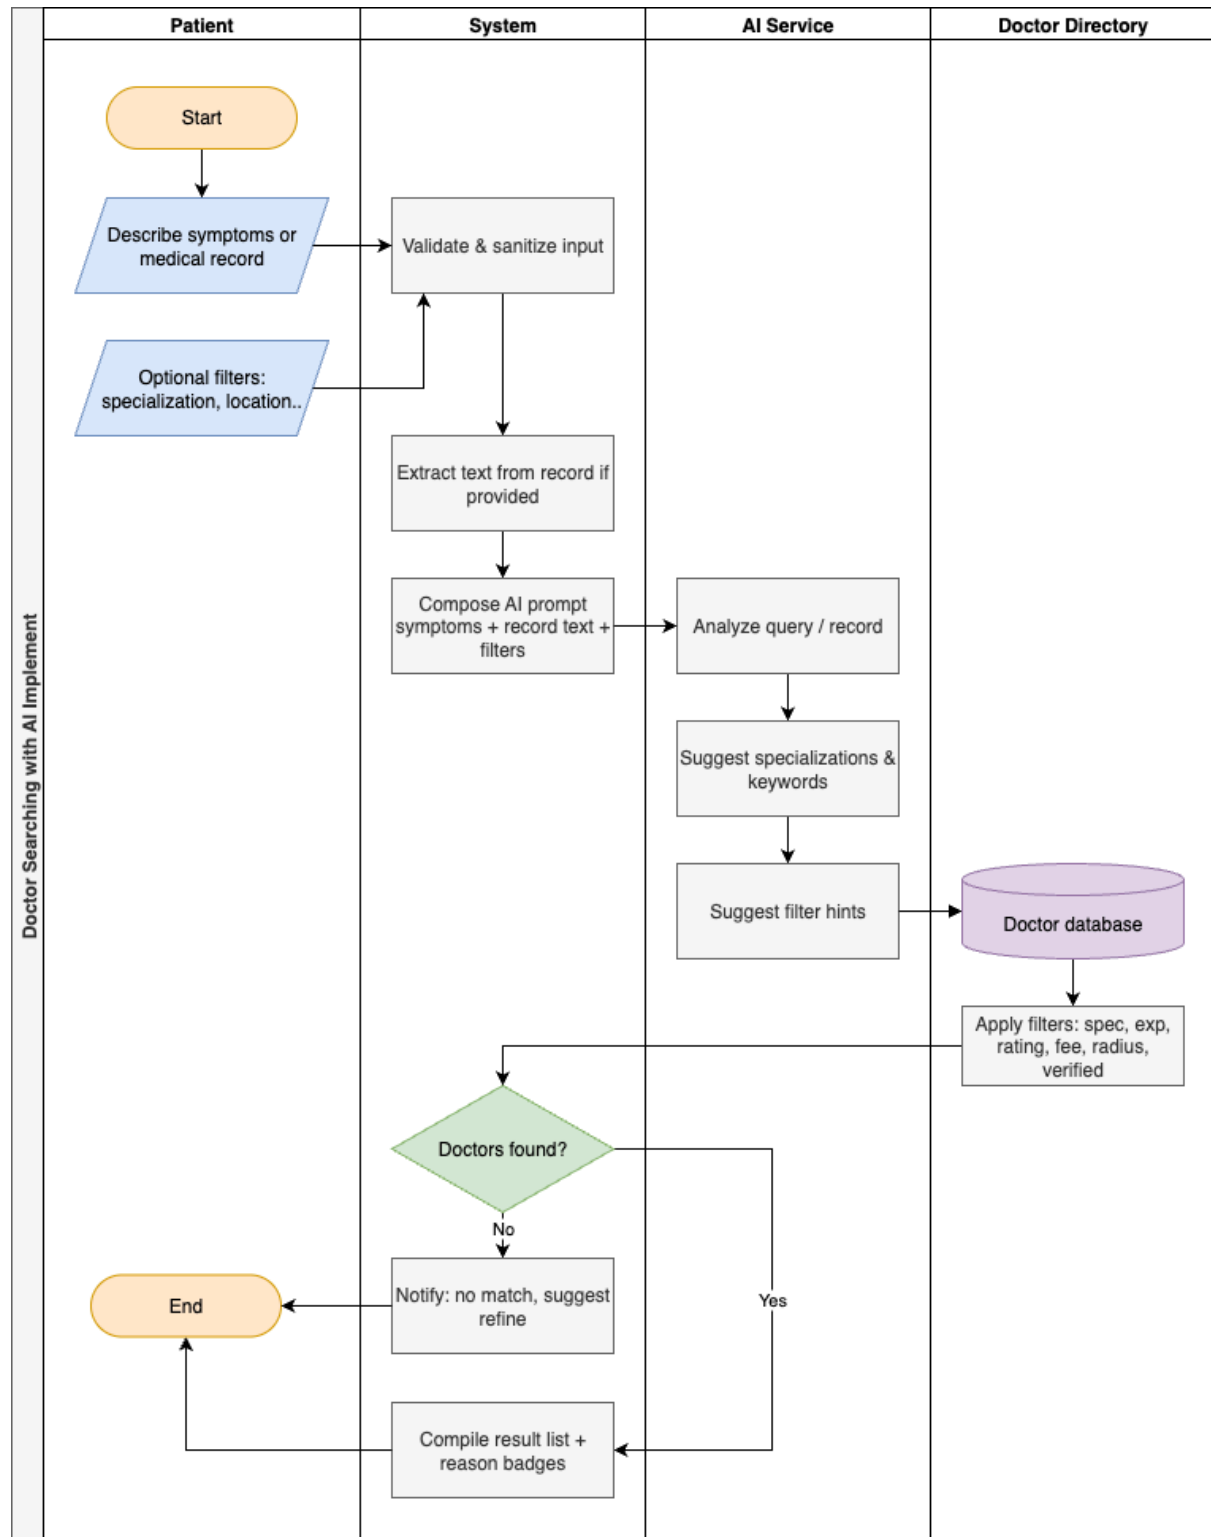 Patient
System
AI Service
Doctor Directory
Doctor Searching with AI Implement
Start
Describe symptoms or
medical record
Validate & sanitize input
Optional filters:
specialization, location..
Extract text from record if
provided
Compose AI prompt
symptoms + record text +
filters
Analyze query / record
Suggest specializations &
keywords
Suggest filter hints
Doctor database
Apply filters: spec, exp,
rating, fee, radius,
verified
Doctors found?
No
Yes
Notify: no match, suggest
refine
End
Compile result list +
reason badges